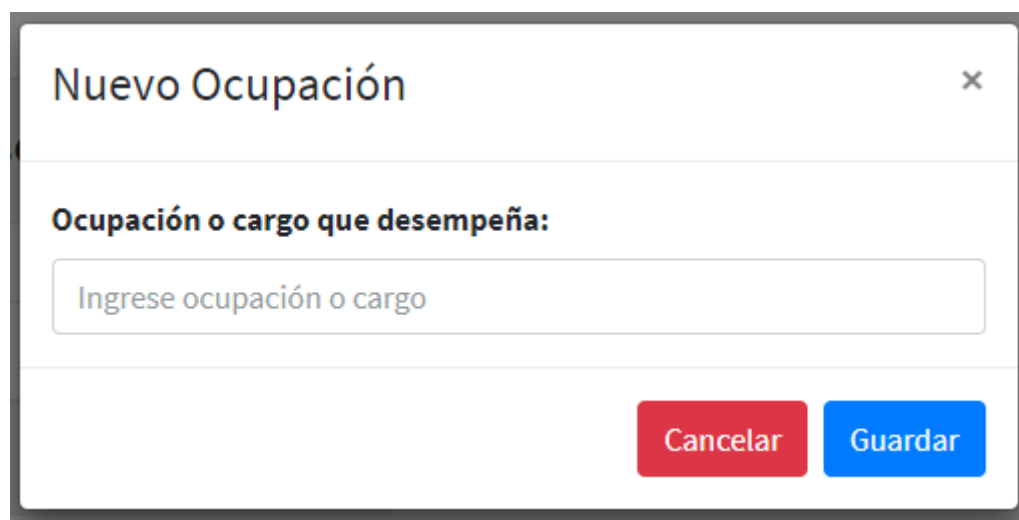 Nuevo Ocupación ×
Ocupación o cargo que desempeña:
Ingrese ocupación o cargo
Cancelar Guardar